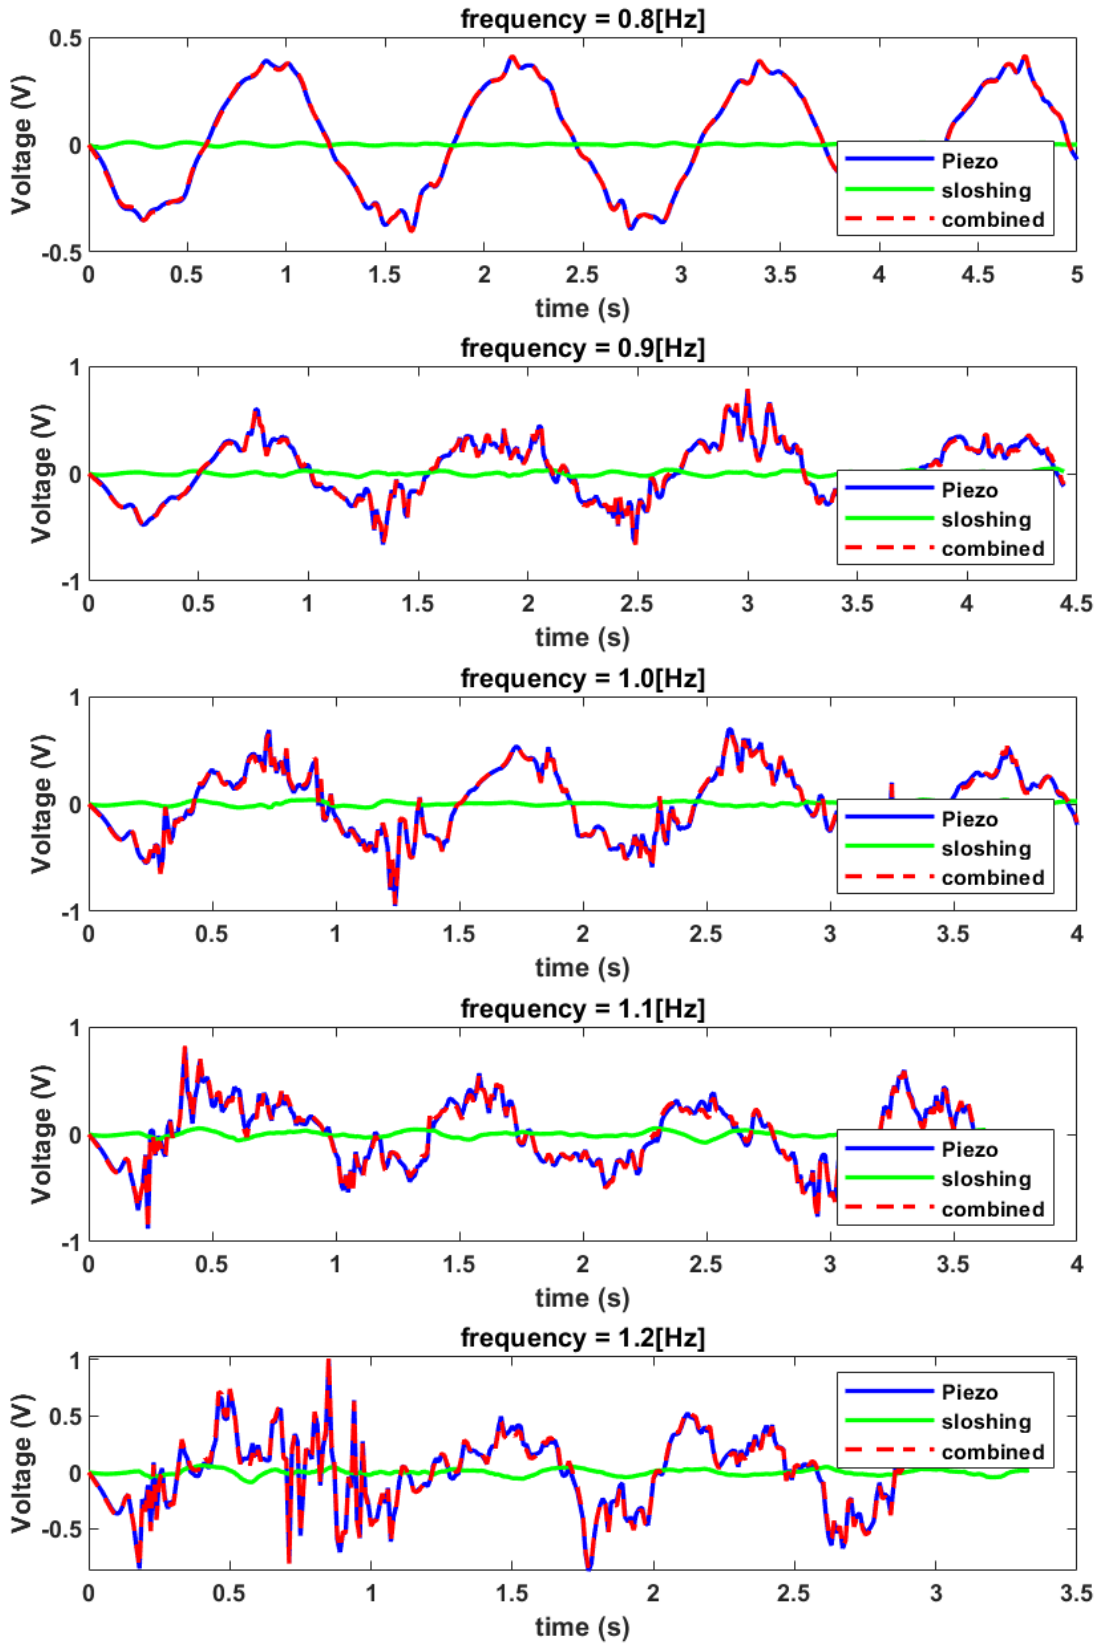 frequency = 0.8[Hz]
0.5
0
-0.5
Voltage (V)
Piezo
sloshing
combined
0 0.5 1 1.5 2 2.5 3 3.5 4 4.5 5
time (s)
frequency = 0.9[Hz]
1
0
-1
Voltage (V)
Piezo
sloshing
combined
0 0.5 1 1.5 2 2.5 3 3.5 4 4.5
time (s)
frequency = 1.0[Hz]
1
0
-1
Voltage (V)
Piezo
sloshing
combined
0 0.5 1 1.5 2 2.5 3 3.5 4
time (s)
frequency = 1.1[Hz]
1
0
-1
Voltage (V)
Piezo
sloshing
combined
0 0.5 1 1.5 2 2.5 3 3.5 4
time (s)
frequency = 1.2[Hz]
1
0.5
0
-0.5
Voltage (V)
Piezo
sloshing
combined
0 0.5 1 1.5 2 2.5 3 3.5
time (s)